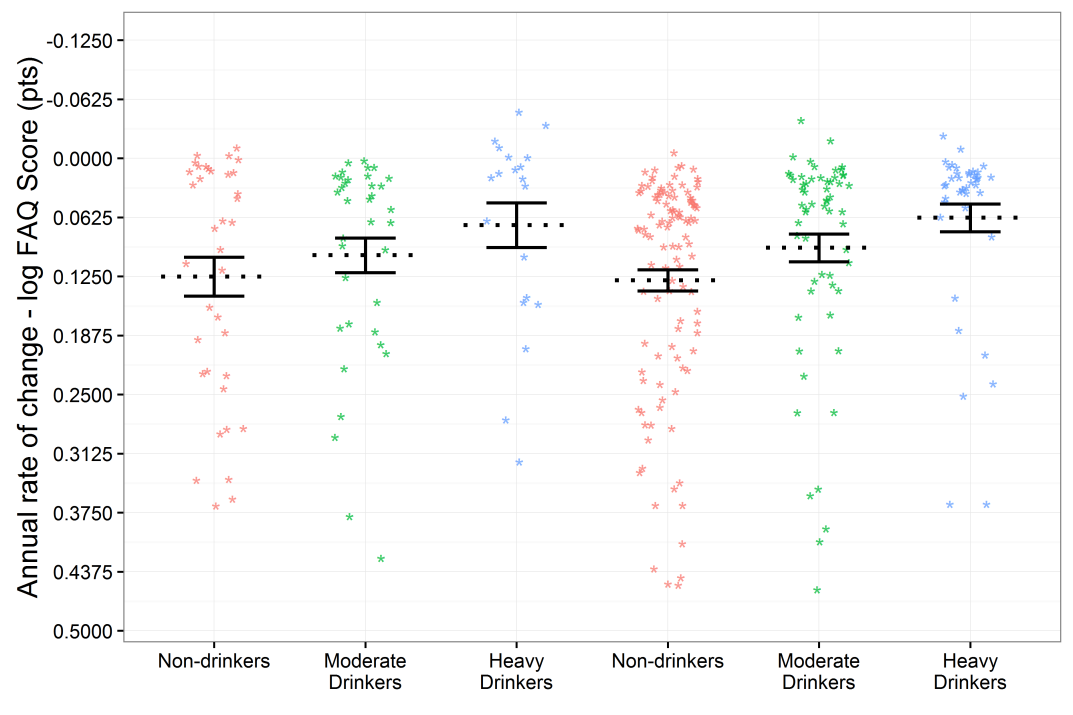 Annual rate of change - log FAQ Score (pts)
-0.1250
-0.0625
0.0000
0.0625
0.1250
0.1875
0.2500
0.3125
0.3750
0.4375
0.5000
Non-drinkers
Moderate
Drinkers
Heavy
Drinkers
Non-drinkers
Moderate
Drinkers
Heavy
Drinkers